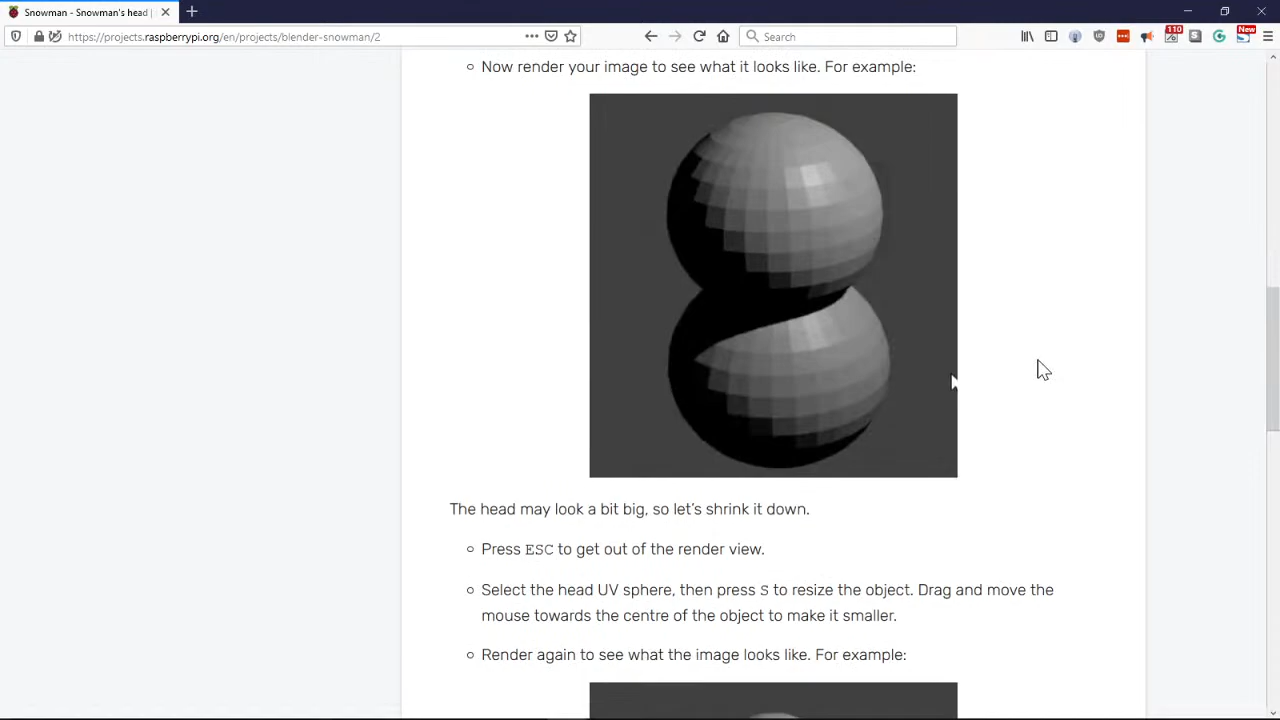 Snowman - Snowman's head |
https://projects.raspberrypi.org/en/projects/blender-snowman/2
Search
110
New
Now render your image to see what it looks like. For example:
The head may look a bit big, so let's shrink it down.
Press ESC to get out of the render view.
Select the head UV sphere, then press S to resize the object. Drag and move the
mouse towards the centre of the object to make it smaller.
Render again to see what the image looks like. For example: